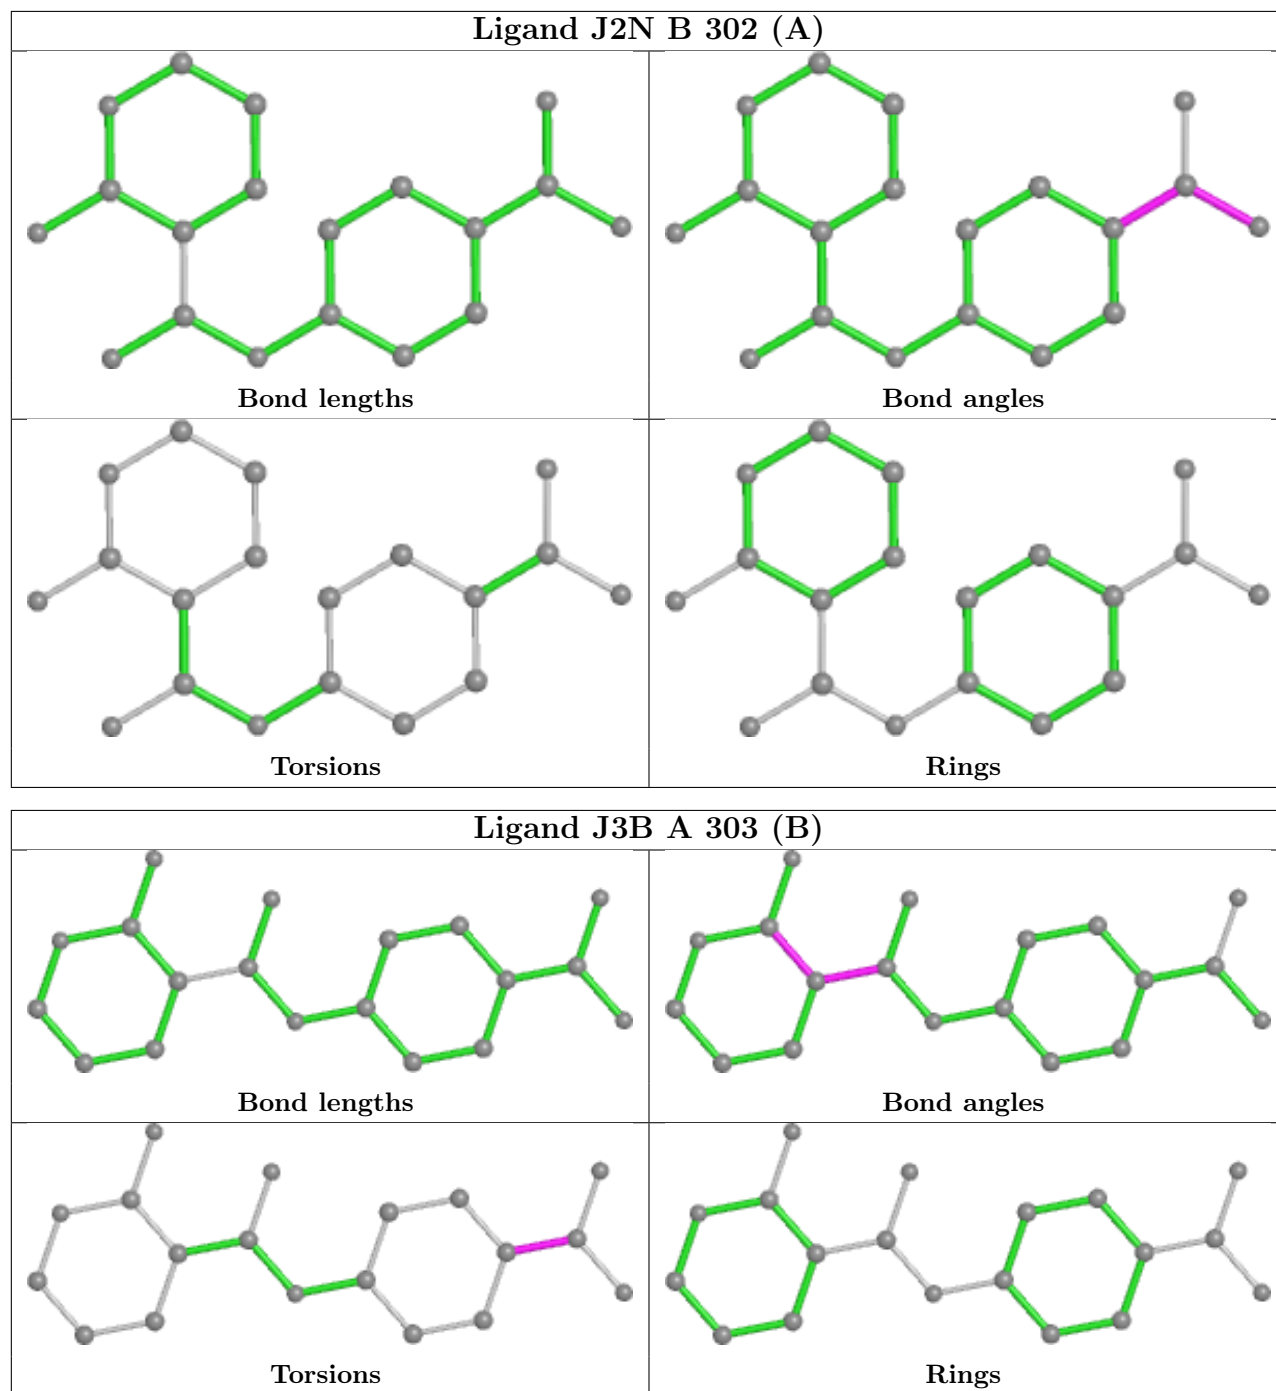 Ligand J2N B 302 (A)
Bond lengths
Bond angles
Torsions
Rings
Ligand J3B A 303 (B)
Bond lengths
Bond angles
Torsions
Rings